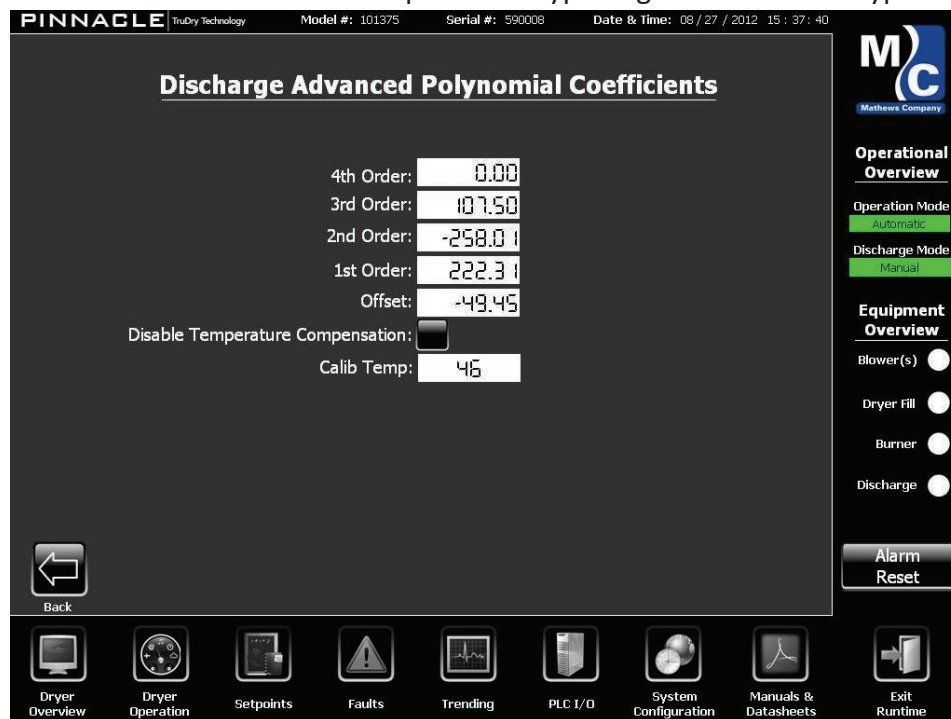 PINNACLE TruDry Technology Model #: 101375 Serial #: 590008 Date & Time: 08/27/2012 15:37:40
Discharge Advanced Polynomial Coefficients
4th Order: 0.00
3rd Order: 107.50
2nd Order: -258.01
1st Order: 222.31
Offset: -49.45
Disable Temperature Compensation:
Calib Temp: 46
Back
MC
Mathews Company
Operational
Overview
Operation Mode
Automatic
Discharge Mode
Manual
Equipment
Overview
Blower(s)
Dryer Fill
Burner
Discharge
Alarm
Reset
Dryer
Overview
Dryer
Operation
Setpoints
Faults
Trending
PLC I/O
System
Configuration
Manuals &
Datasheets
Exit
Runtime